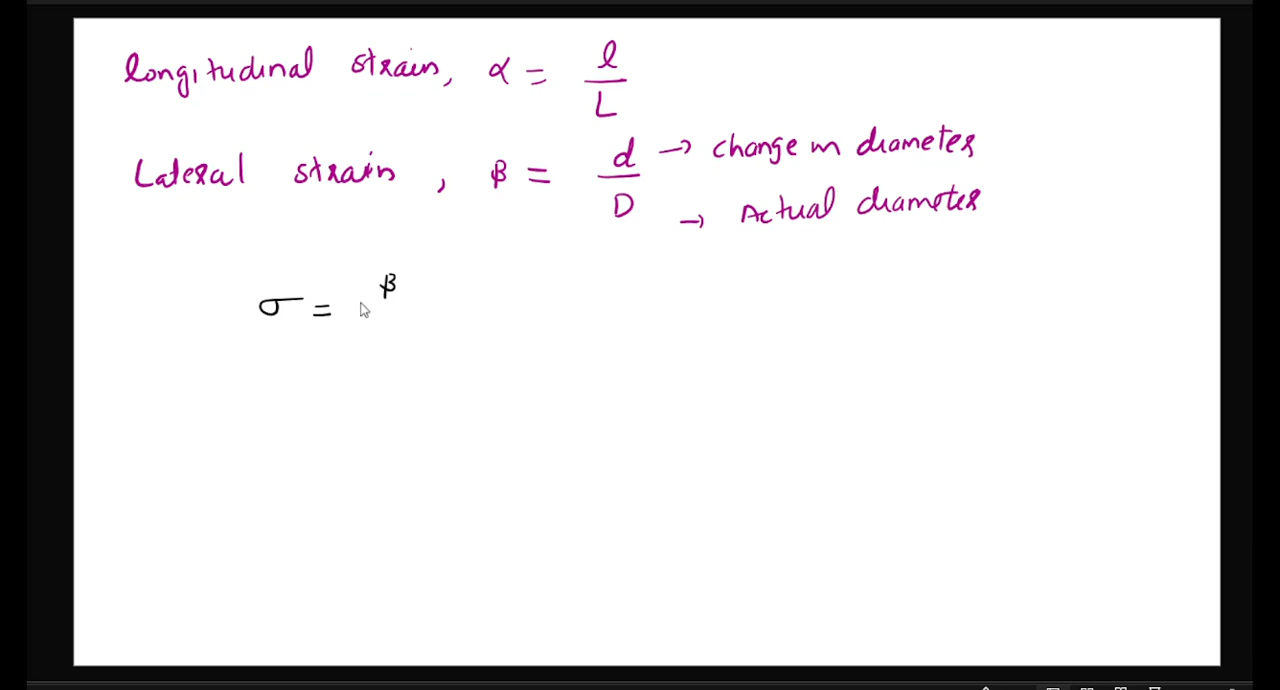 longitudinal strain, α = l/L
Lateral strain, β = d/D → change in diameter
→ Actual diameter
σ = β